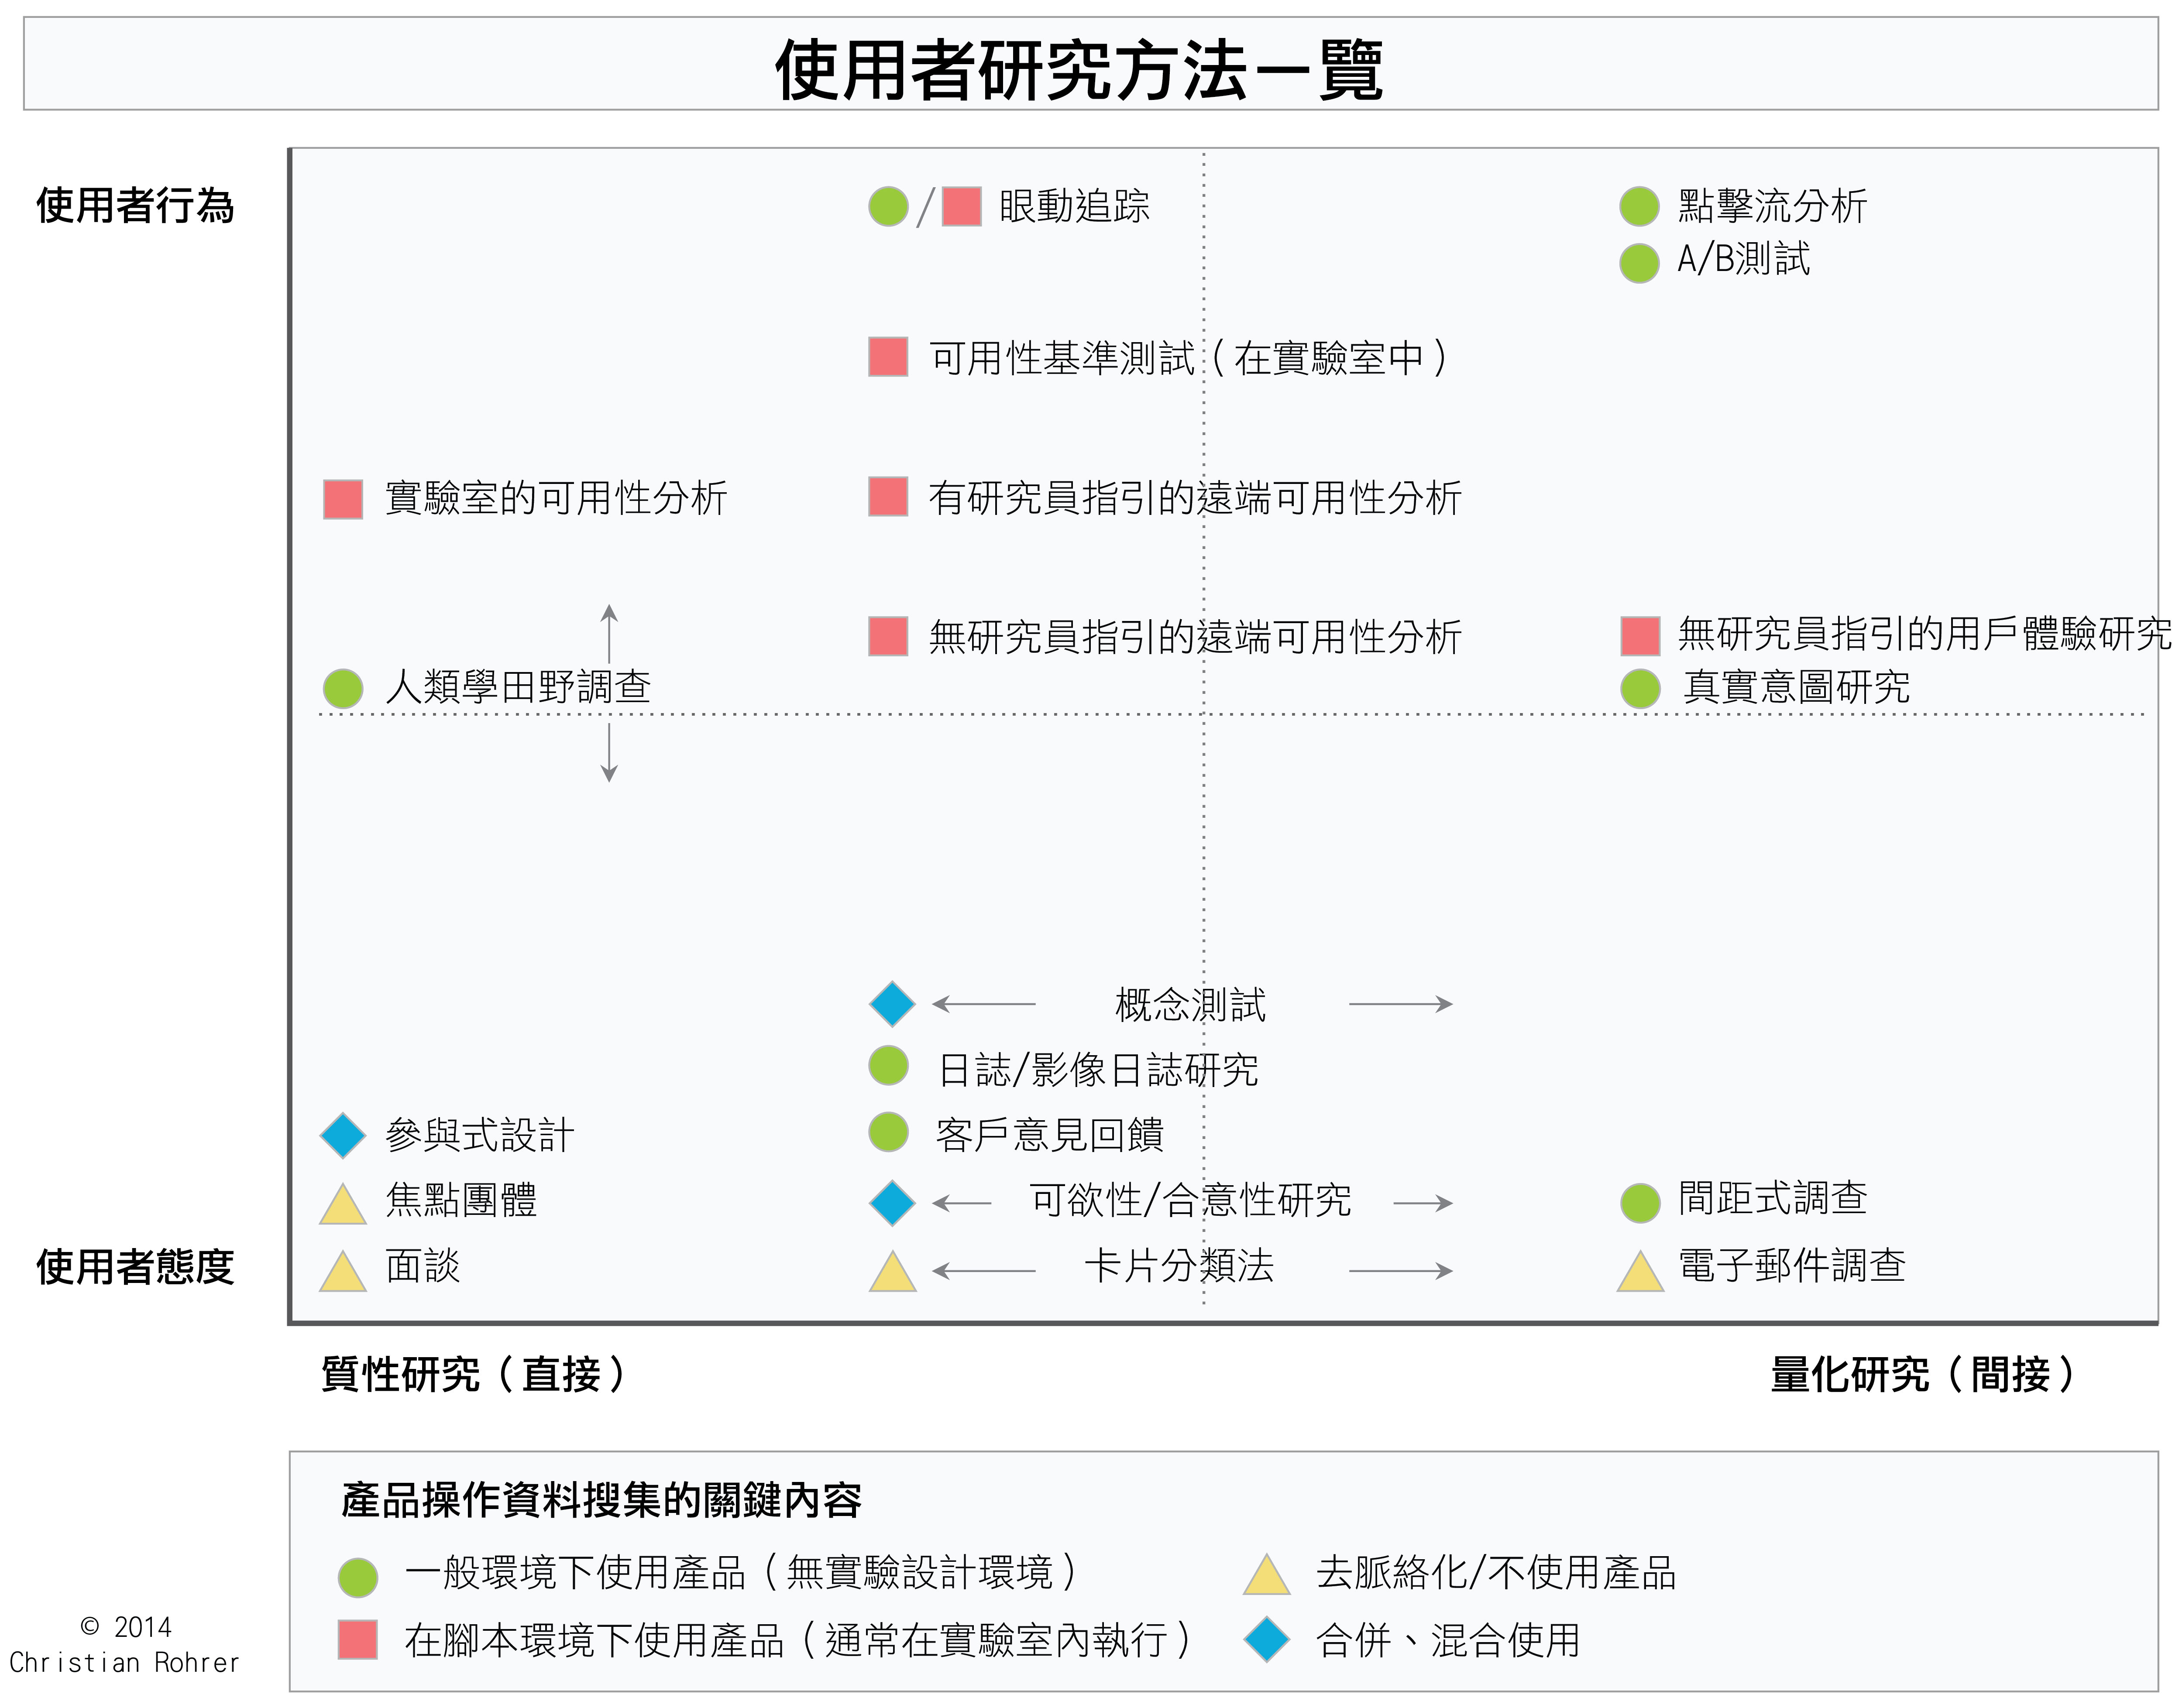 使用者研究方法一覽
使用者行為
/ 眼動追踪
點擊流分析
A/B測試
可用性基準測試（在實驗室中）
實驗室的可用性分析
有研究員指引的遠端可用性分析
無研究員指引的遠端可用性分析
無研究員指引的用戶體驗研究
人類學田野調查
真實意圖研究
概念測試
日誌/影像日誌研究
參與式設計
客戶意見回饋
焦點團體
可欲性/合意性研究
間距式調查
使用者態度
面談
卡片分類法
電子郵件調查
質性研究（直接）
量化研究（間接）
產品操作資料搜集的關鍵內容
一般環境下使用產品（無實驗設計環境）
去脈絡化/不使用產品
在腳本環境下使用產品（通常在實驗室內執行）
合併、混合使用
© 2014
Christian Rohrer